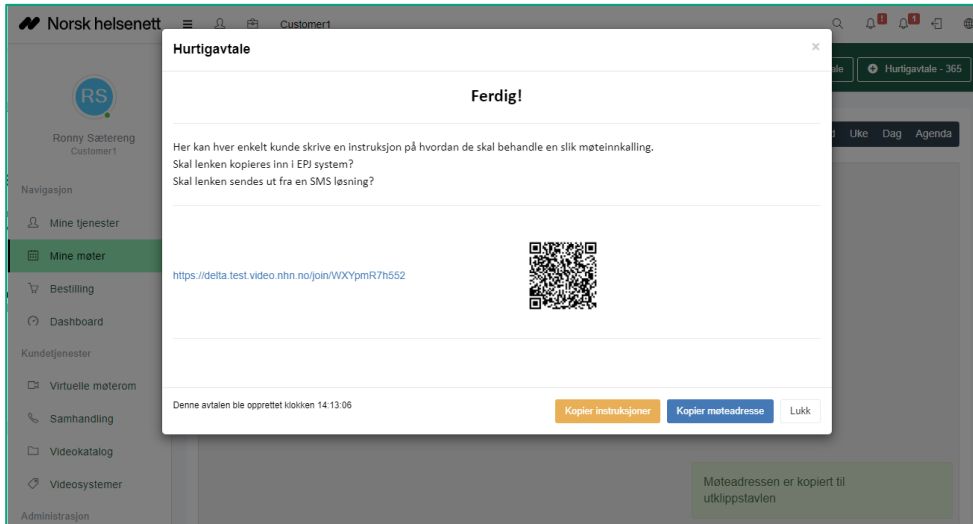 Norsk helsenett
Customer1
Hurtigavtale
×
Ferdig!
Her kan hver enkelt kunde skrive en instruksjon på hvordan de skal behandle en slik møteinnkalling.
Skal lenken kopieres inn i EPJ system?
Skal lenken sendes ut fra en SMS løsning?
https://delta.test.video.nhn.no/join/WXYpmR7h552
Denne avtalen ble opprettet klokken 14:13:06
Kopier instruksjoner
Kopier møteadresse
Lukk
Hurtigavtale - 365
Uke Dag Agenda
RS
Ronny Sætereng
Customer1
Navigasjon
Mine tjenester
Mine møter
Bestilling
Dashboard
Kundetjenester
Virtuelle møterom
Samhandling
Videokatalog
Videosystemer
Administrasjon
Møteadressen er kopiert til
utklippstavlen